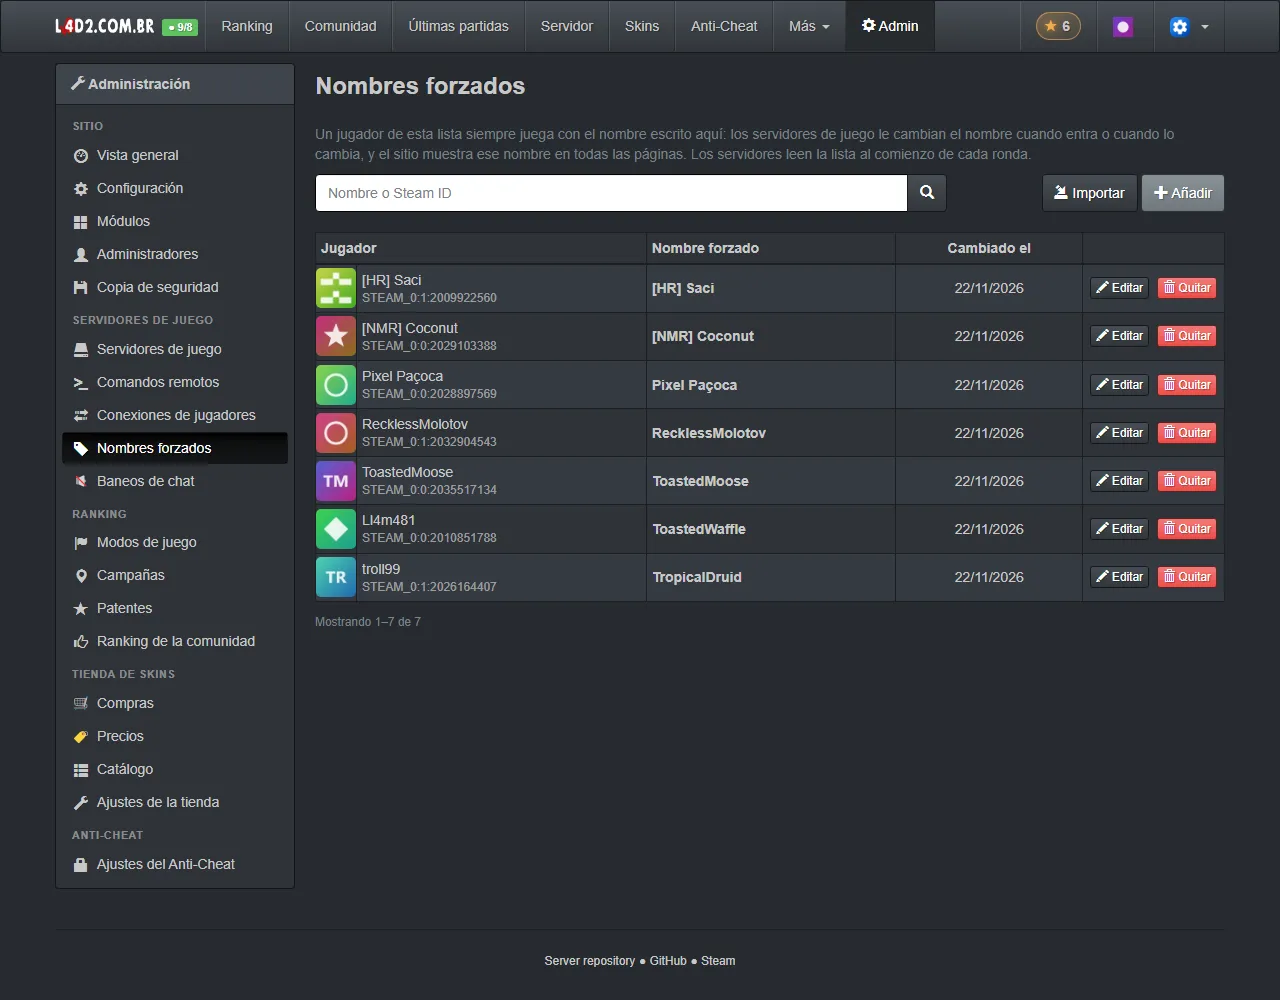 L4D2.COM.BR
9/8
Ranking
Comunidad
Últimas partidas
Servidor
Skins
Anti-Cheat
Más
Admin
6
Administración
SITIO
Vista general
Configuración
Módulos
Administradores
Copia de seguridad
SERVIDORES DE JUEGO
Servidores de juego
Comandos remotos
Conexiones de jugadores
Nombres forzados
Baneos de chat
RANKING
Modos de juego
Campañas
Patentes
Ranking de la comunidad
TIENDA DE SKINS
Compras
Precios
Catálogo
Ajustes de la tienda
ANTI-CHEAT
Ajustes del Anti-Cheat
Nombres forzados
Un jugador de esta lista siempre juega con el nombre escrito aquí: los servidores de juego le cambian el nombre cuando entra o cuando lo
cambia, y el sitio muestra ese nombre en todas las páginas. Los servidores leen la lista al comienzo de cada ronda.
Nombre o Steam ID
Importar
Añadir
Jugador Nombre forzado Cambiado el
[HR] Saci
STEAM_0:1:2009922560
[HR] Saci 22/11/2026 Editar Quitar
[NMR] Coconut
STEAM_0:0:2029103388
[NMR] Coconut 22/11/2026 Editar Quitar
Pixel Paçoca
STEAM_0:0:2028897569
Pixel Paçoca 22/11/2026 Editar Quitar
RecklessMolotov
STEAM_0:1:2032904543
RecklessMolotov 22/11/2026 Editar Quitar
TM
ToastedMoose
STEAM_0:0:2035517134
ToastedMoose 22/11/2026 Editar Quitar
Ll4m481
STEAM_0:0:2010851788
ToastedWaffle 22/11/2026 Editar Quitar
TR
troll99
STEAM_0:1:2026164407
TropicalDruid 22/11/2026 Editar Quitar
Mostrando 1–7 de 7
Server repository ● GitHub ● Steam